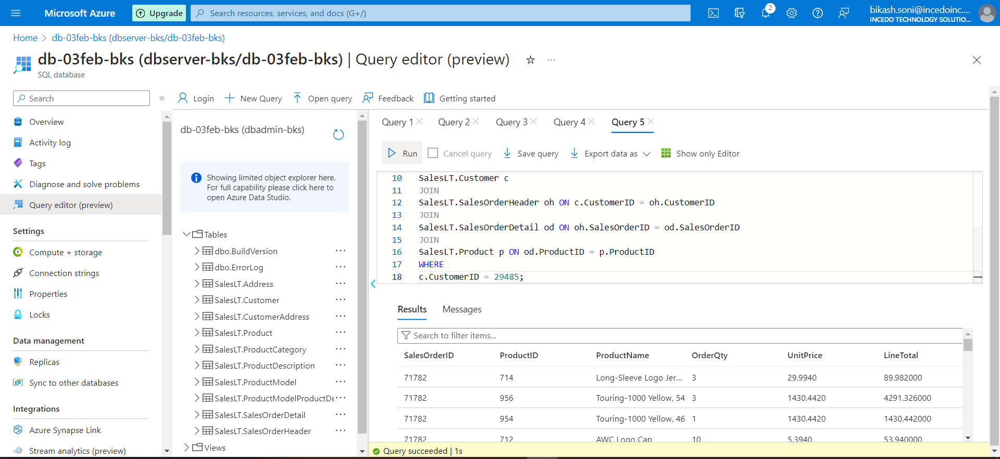 Microsoft Azure
Upgrade
Search resources, services, and docs (G+/)
2
bikash.soni@incedoinc....
INCEDO TECHNOLOGY SOLUTIO...
Home > db-03feb-bks (dbserver-bks/db-03feb-bks)
db-03feb-bks (dbserver-bks/db-03feb-bks) | Query editor (preview)
SQL database
Search
Overview
Activity log
Tags
Diagnose and solve problems
Query editor (preview)
Settings
Compute + storage
Connection strings
Properties
Locks
Data management
Replicas
Sync to other databases
Integrations
Azure Synapse Link
Stream analytics (preview)
Login
New Query
Open query
Feedback
Getting started
db-03feb-bks (dbadmin-bks)
Showing limited object explorer here.
For full capability please click here to
open Azure Data Studio.
Tables
dbo.BuildVersion
dbo.ErrorLog
SalesLT.Address
SalesLT.Customer
SalesLT.CustomerAddress
SalesLT.Product
SalesLT.ProductCategory
SalesLT.ProductDescription
SalesLT.ProductModel
SalesLT.ProductModelProductDe
SalesLT.SalesOrderDetail
SalesLT.SalesOrderHeader
Views
Query 1
Query 2
Query 3
Query 4
Query 5
Run
Cancel query
Save query
Export data as
Show only Editor
10 SalesLT.Customer c
11 JOIN
12 SalesLT.SalesOrderHeader oh ON c.CustomerID = oh.CustomerID
13 JOIN
14 SalesLT.SalesOrderDetail od ON oh.SalesOrderID = od.SalesOrderID
15 JOIN
16 SalesLT.Product p ON od.ProductID = p.ProductID
17 WHERE
18 c.CustomerID = 29485;
Results
Messages
Search to filter items...
SalesOrderID ProductID ProductName OrderQty UnitPrice LineTotal
71782 714 Long-Sleeve Logo Jer... 3 29.9940 89.982000
71782 956 Touring-1000 Yellow, 54 3 1430.4420 4291.326000
71782 954 Touring-1000 Yellow, 46 1 1430.4420 1430.442000
71782 712 AWC Logo Cap 10 5.3940 53.940000
Query succeeded | 1s